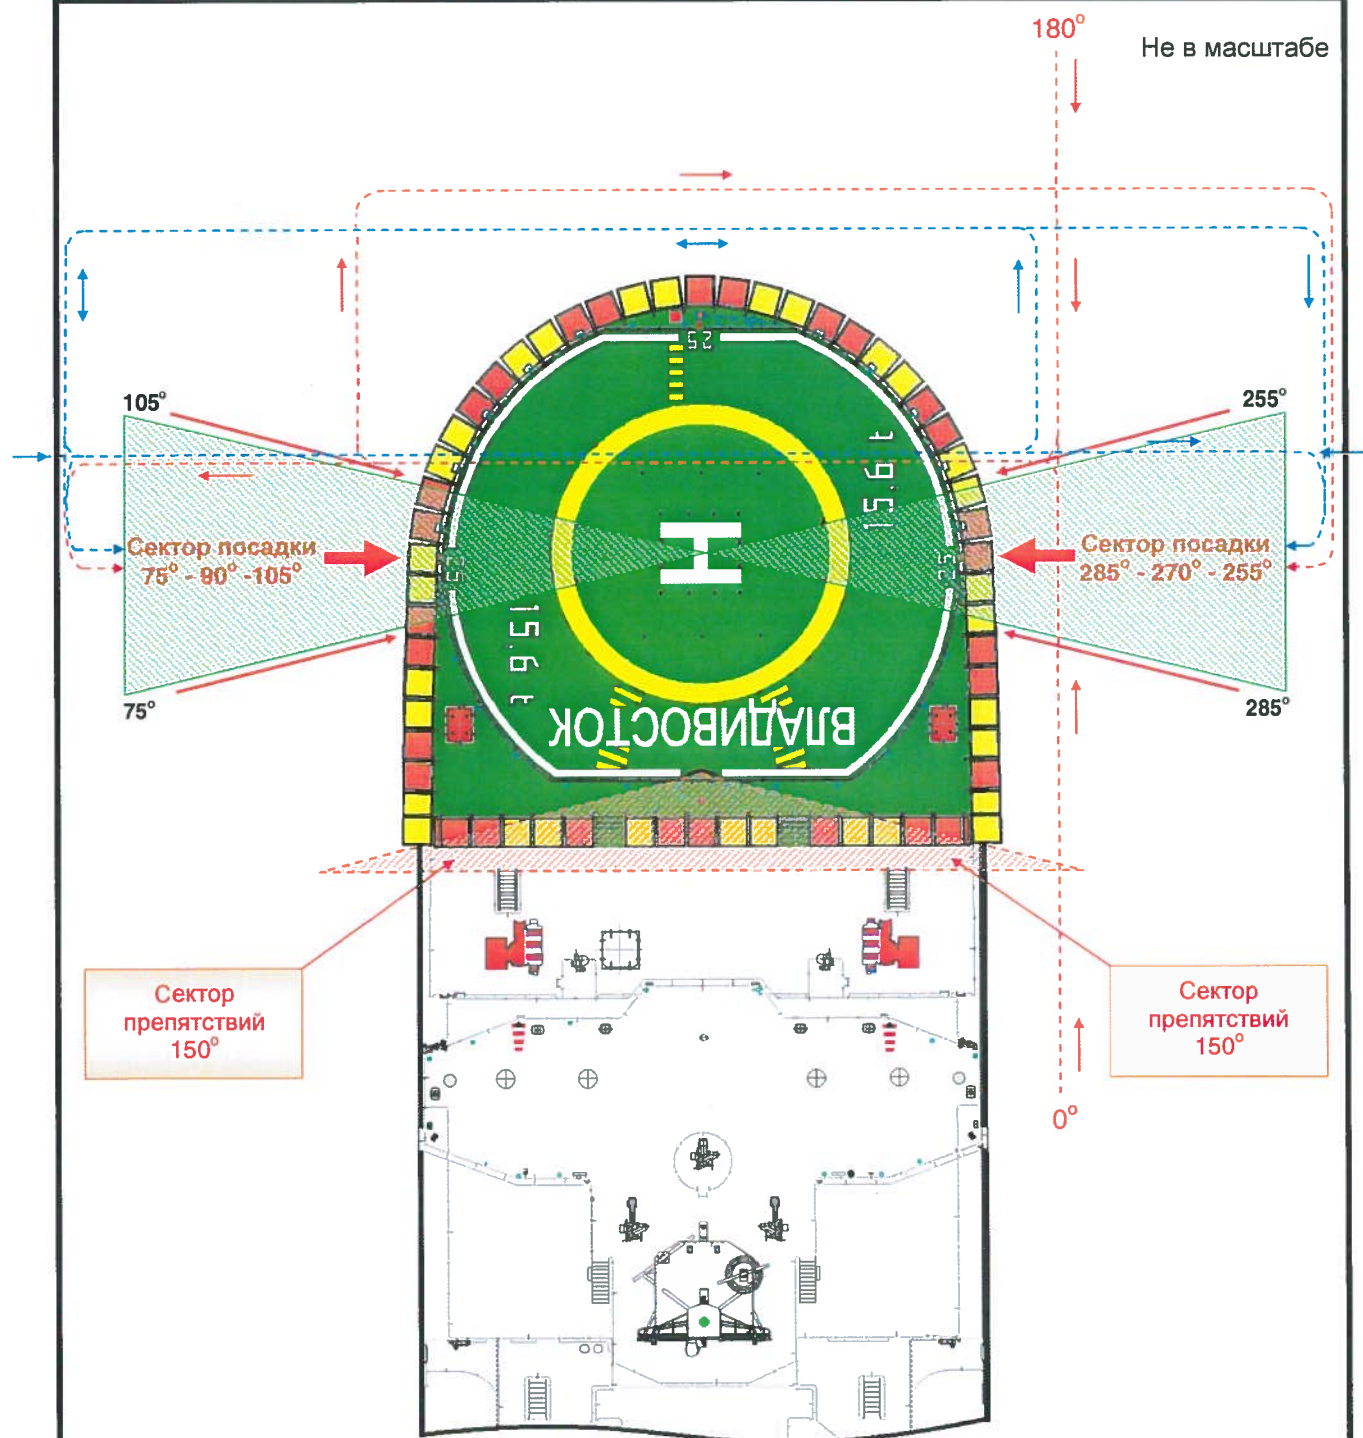 180°
Не в масштабе
25
105°
255°
15.6 t
Сектор посадки
75° - 90° -105°
Сектор посадки
285° - 270° - 255°
25
25
15.6 t
75°
285°
ВЛАДИВОСТОК
Сектор
препятствий
150°
Сектор
препятствий
150°
0°